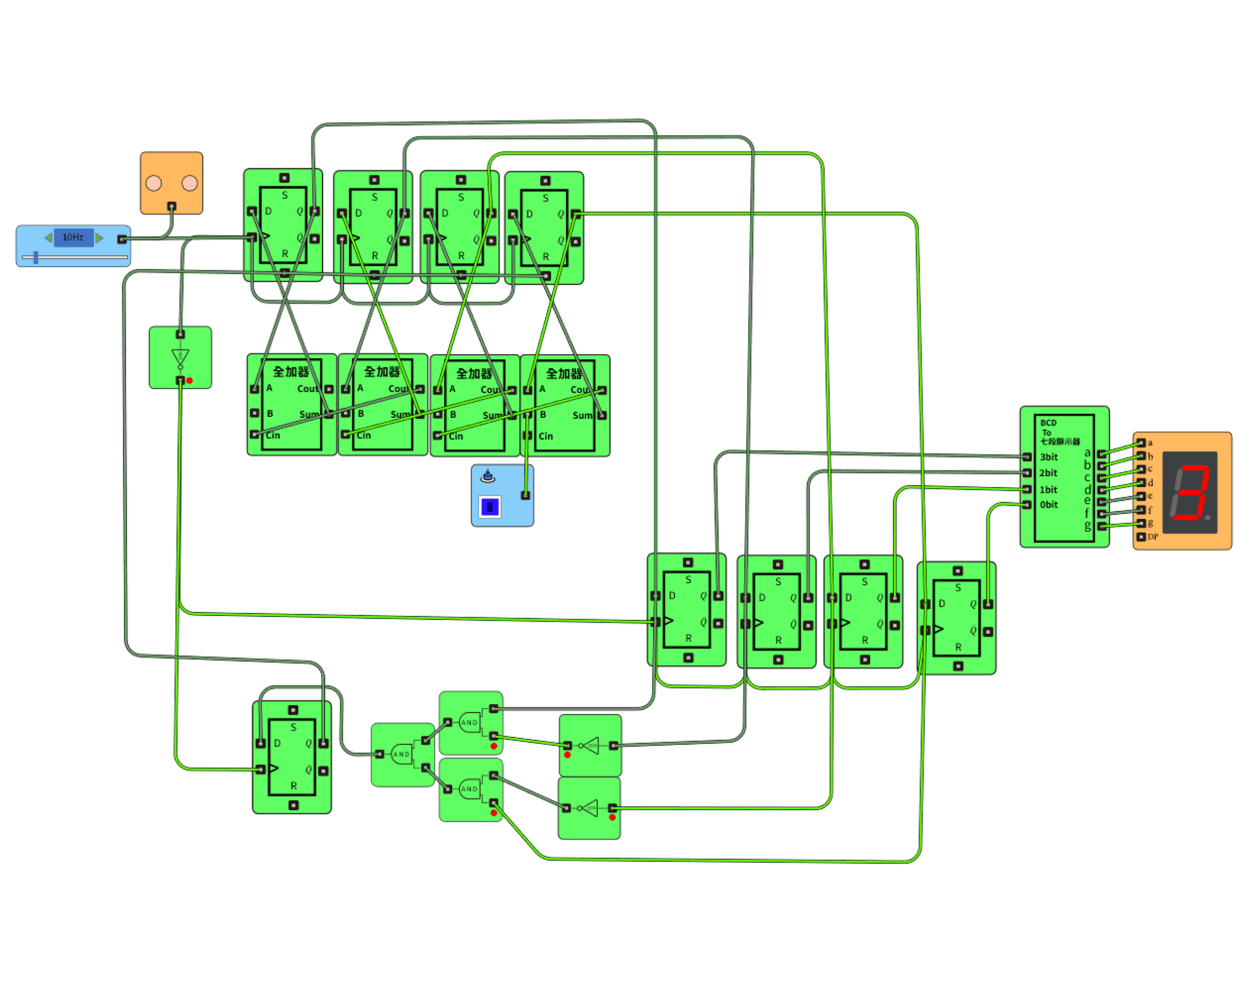 S
D Q
Q
R
S
D Q
Q
R
S
D Q
Q
R
S
D Q
Q
R
10Hz
全加器
A Cout
B Sum
Cin
全加器
A Cout
B Sum
Cin
全加器
A Cout
B Sum
Cin
全加器
A Cout
B Sum
Cin
BCD
To
七段顯示器
3bit
2bit
1bit
0bit
a
b
c
d
e
f
g
a
b
c
d
e
f
g
DP
3
S
D Q
Q
R
S
D Q
Q
R
S
D Q
Q
R
S
D Q
Q
R
S
D Q
Q
R
AND
AND
AND